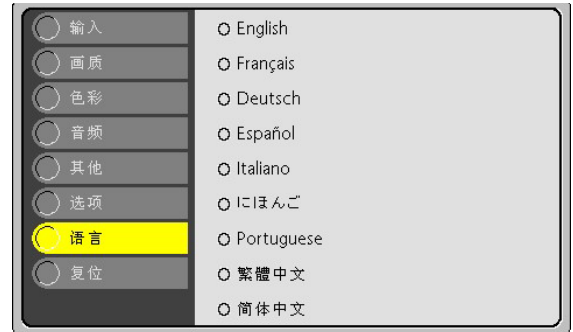 输入
画质
色彩
音频
其他
选项
语言
复位
English
Français
Deutsch
Español
Italiano
にほんご
Portuguese
繁體中文
简体中文